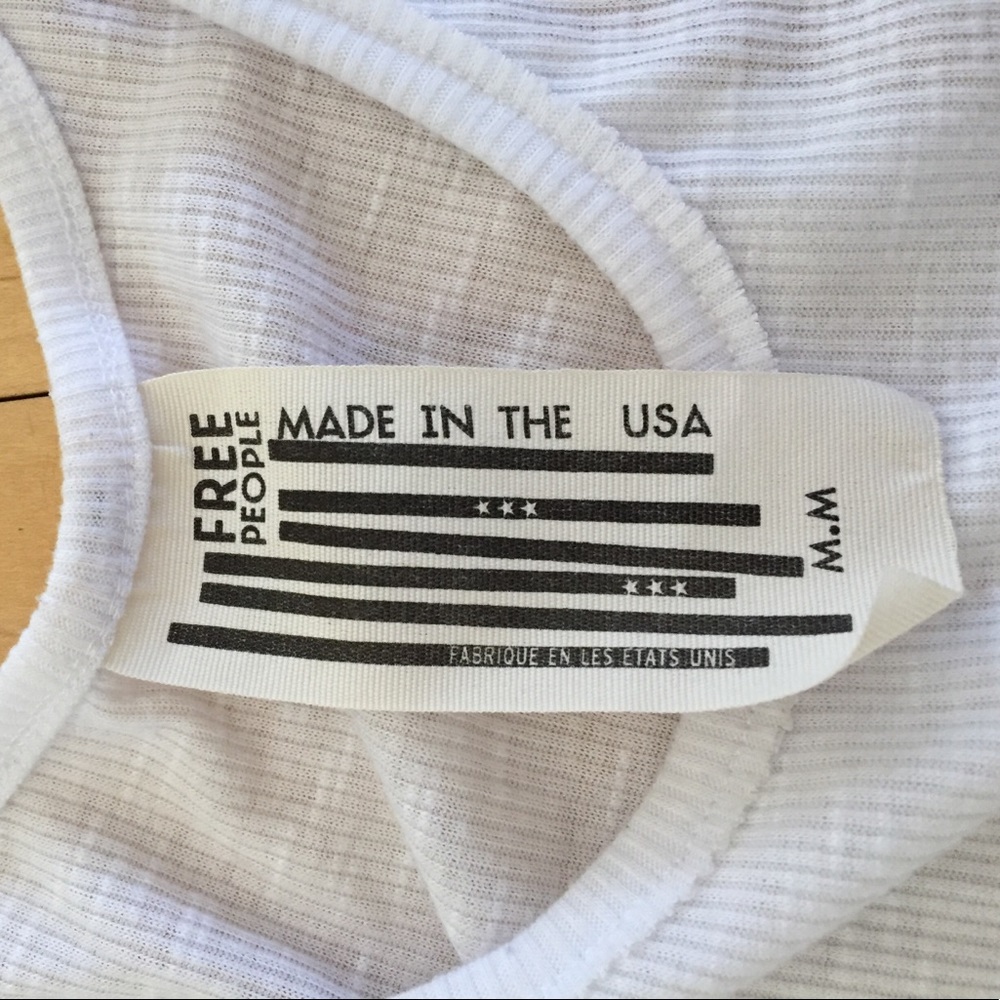 FREE
PEOPLE
MADE IN THE USA
M.M
FABRIQUE EN LES ETATS UNIS